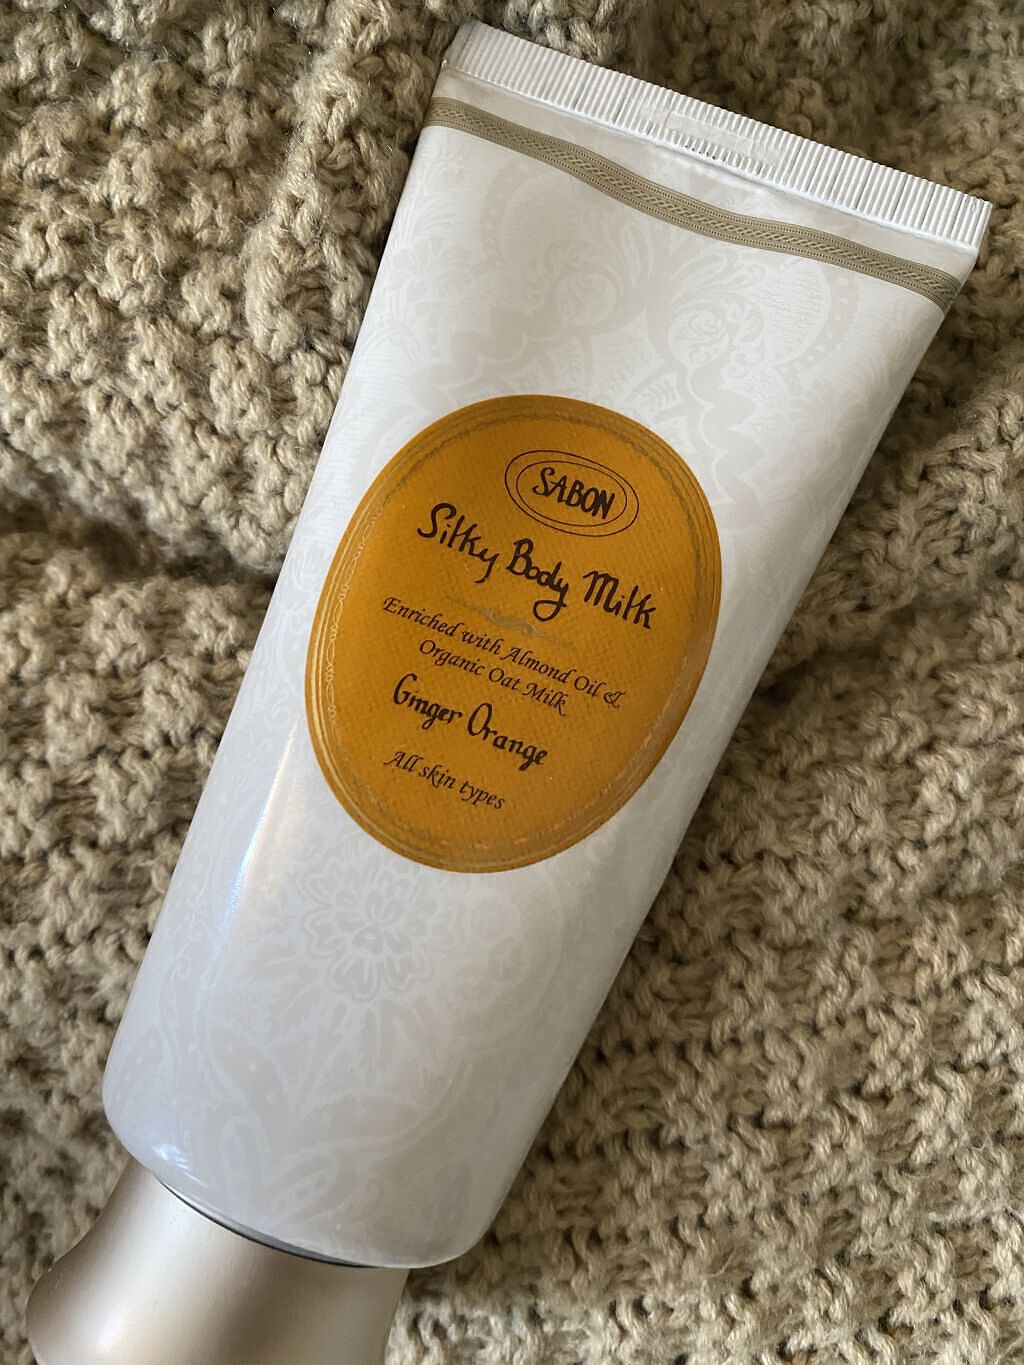 SABON
Silky Body Milk
Enriched with Almond Oil &
Organic Oat Milk
Ginger Orange
All skin types